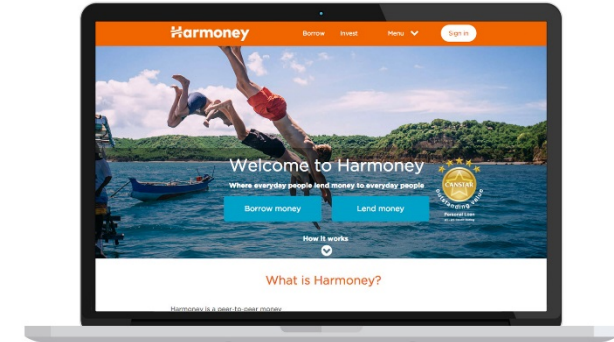 Harmoney
Borrow Invest Menu Sign in
Welcome to Harmoney
Where everyday people lend money to everyday people
Borrow money Lend money
CANSTAR
outstanding value
Personal Loan
How it works
What is Harmoney?
Harmoney is a peer-to-peer money